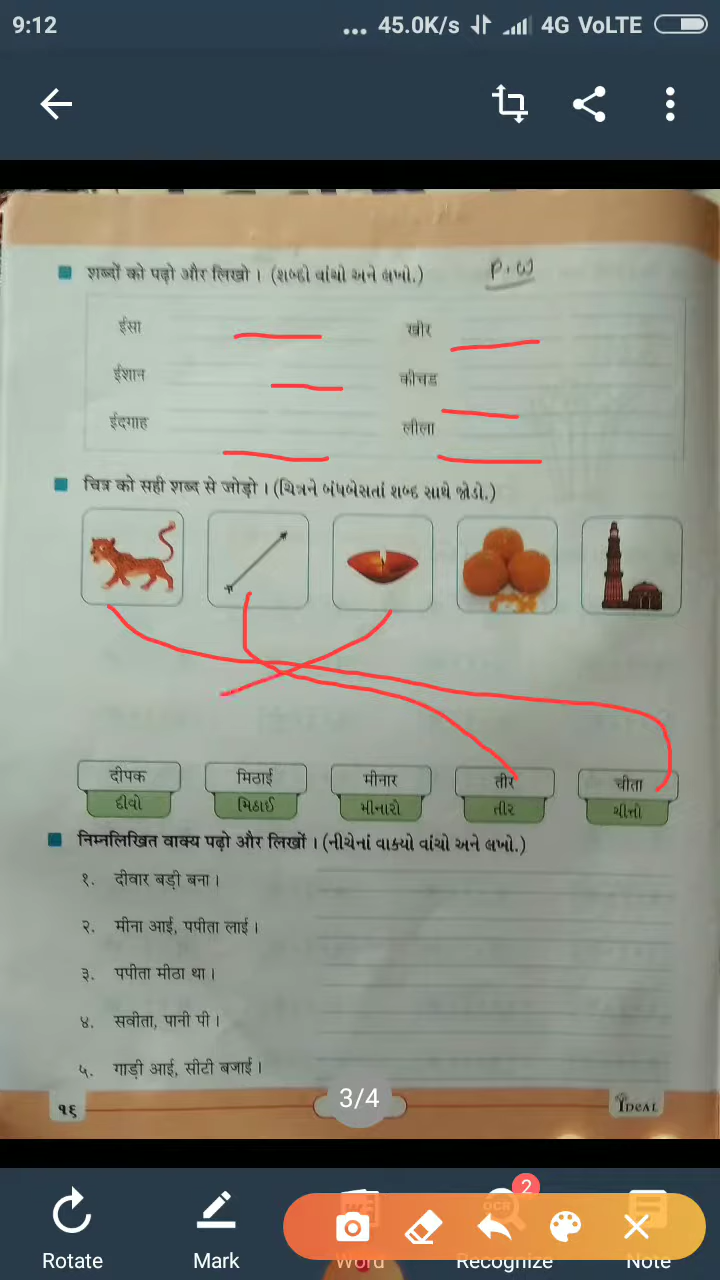 9:12 ... 45.0K/s 4G VoLTE
शब्दों को पढ़ो और लिखो । (શબ્દો વાંચો અને લખો.) P.W
ईसा खीर
ईशान कीचड़
ईदगाह लीला
चित्र को सही शब्द से जोड़ो । (ચિત્રને બંધબેસતાં શબ્દ સાથે જોડો.)
दीपक मिठाई मीनार तीर चीता
દીવો મિઠાઈ મીનારો તીર ચીત્તો
निम्नलिखित वाक्य पढ़ो और लिखों । (નીચેનાં વાક્યો વાંચો અને લખો.)
१. दीवार बड़ी बना ।
२. मीना आई, पपीता लाई ।
३. पपीता मीठा था ।
४. सवीता, पानी पी ।
५. गाड़ी आई, सीटी बजाई ।
१६ 3/4 IDEAL
2
OCR
Rotate Mark Word Recognize Note